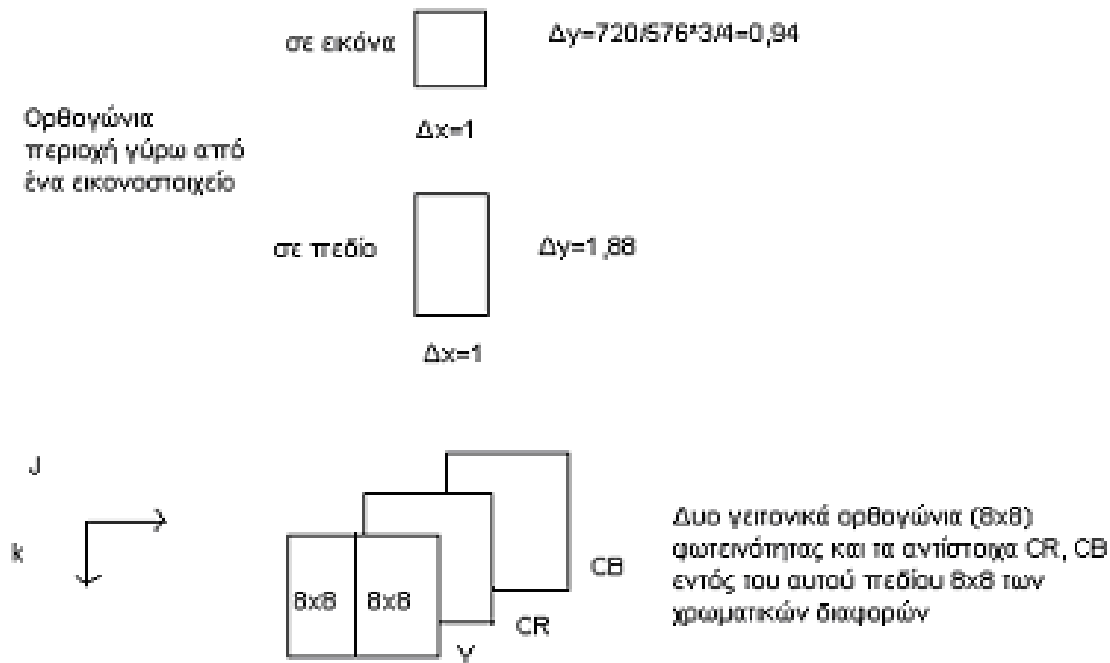 σε εικόνα
Δy=720/576*3/4=0,94
Δx=1
Ορθογώνια
περιοχή γύρω από
ένα εικονοστοιχείο
σε πεδίο
Δy=1,88
Δx=1
J
k
8x8 8x8
Y
CR
CB
Δυο γειτονικά ορθογώνια (8x8)
φωτεινότητας και τα αντίστοιχα CR, CB
εντός του αυτού πεδίου 8x8 των
χρωματικών διαφορών